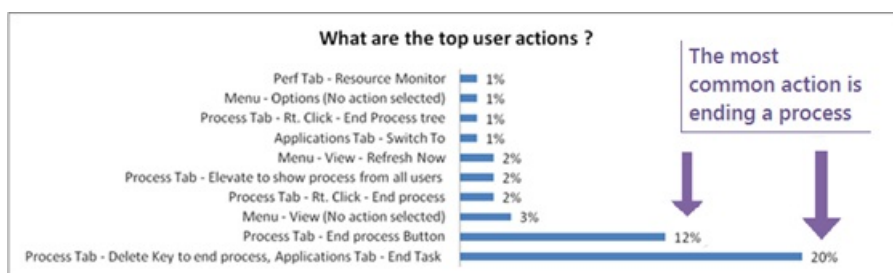 What are the top user actions ?
The most
common action is
ending a process
Perf Tab - Resource Monitor 1%
Menu - Options (No action selected) 1%
Process Tab - Rt. Click - End Process tree 1%
Applications Tab - Switch To 1%
Menu - View - Refresh Now 2%
Process Tab - Elevate to show process from all users 2%
Process Tab - Rt. Click - End process 2%
Menu - View (No action selected) 3%
Process Tab - End process Button 12%
Process Tab - Delete Key to end process, Applications Tab - End Task 20%